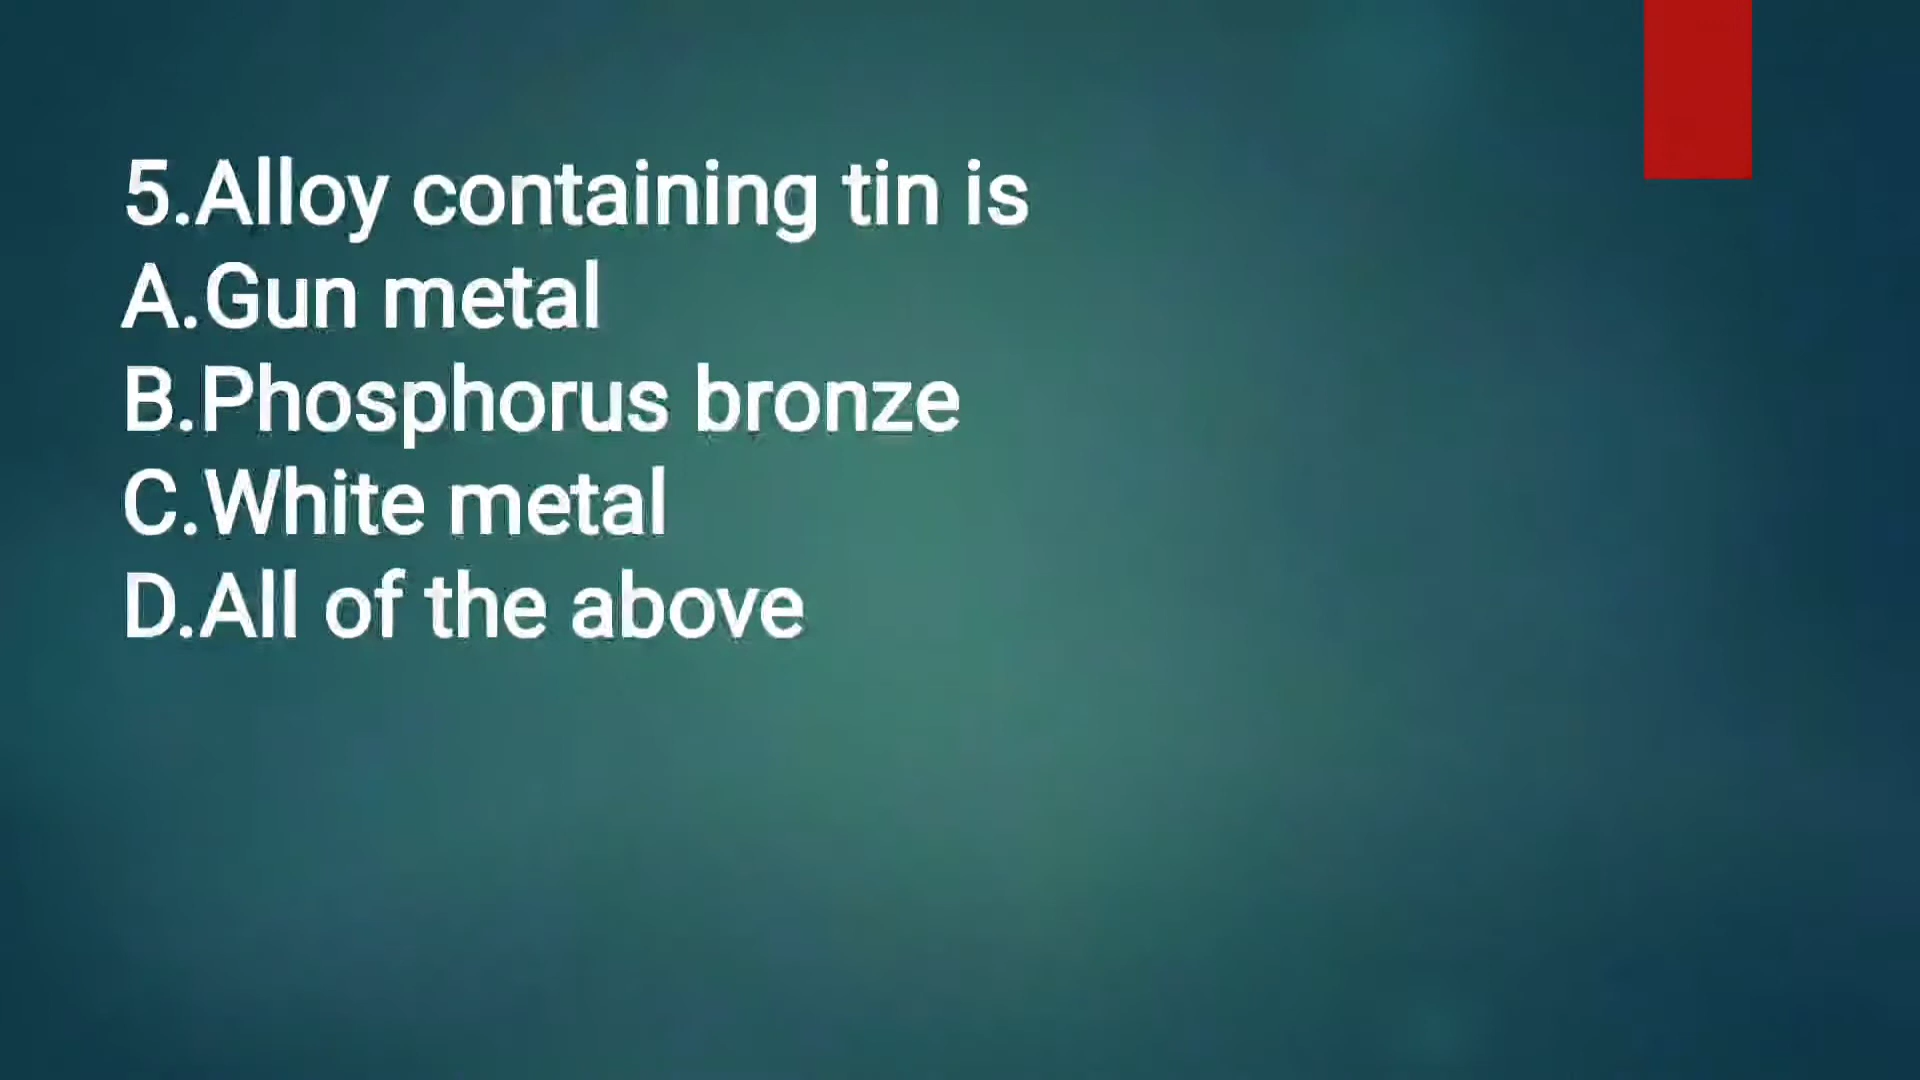 5.Alloy containing tin is
A.Gun metal
B.Phosphorus bronze
C.White metal
D.All of the above